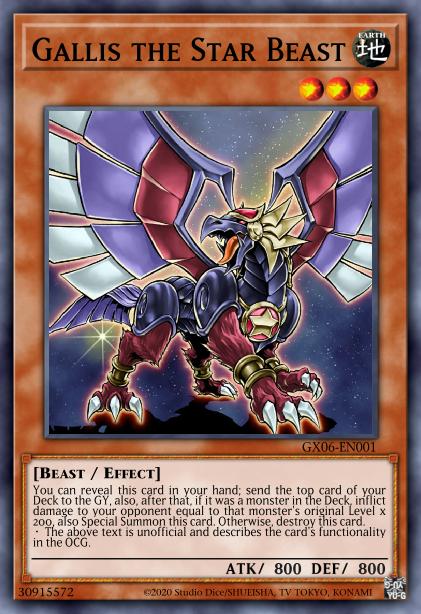 GALLIS THE STAR BEAST
EARTH
地
GX06-EN001
[BEAST / EFFECT]
You can reveal this card in your hand; send the top card of your
Deck to the GY, also, after that, if it was a monster in the Deck, inflict
damage to your opponent equal to that monster's original Level x
200, also Special Summon this card. Otherwise, destroy this card.
· The above text is unofficial and describes the card's functionality
in the OCG.
ATK/ 800 DEF/ 800
30915572
©2020 Studio Dice/SHUEISHA, TV TOKYO, KONAMI